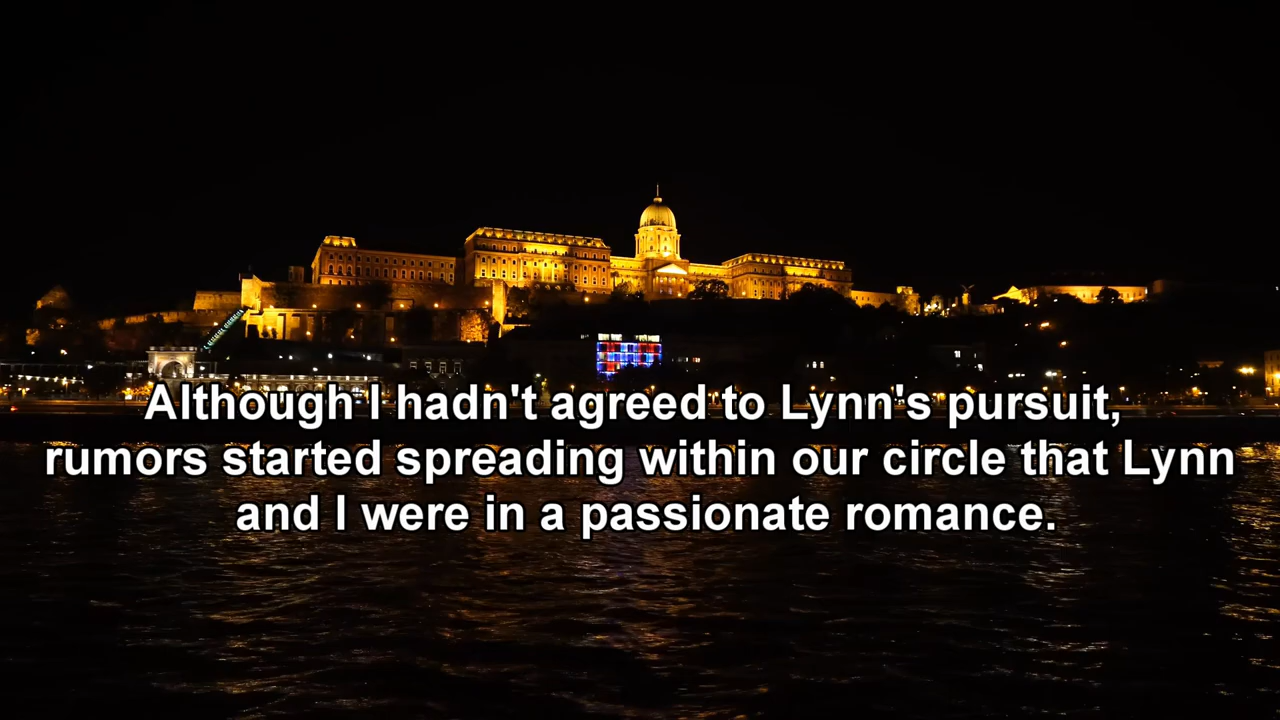 Although I hadn't agreed to Lynn's pursuit,
rumors started spreading within our circle that Lynn
and I were in a passionate romance.